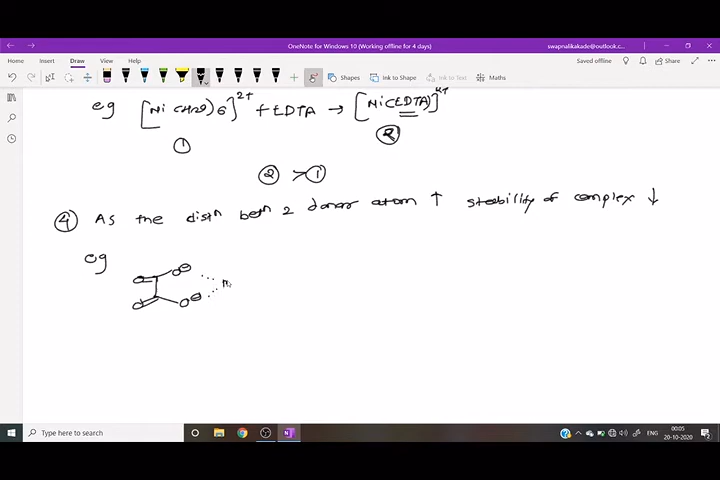 OneNote for Windows 10 (Working offline for 4 days)
swapnalikakade@outlook.c...
Home Insert Draw View Help Saved offline Share
Shapes Ink to Shape Ink to Text Maths
eg [Ni(H2O)6]2+ + EDTA → [Ni(EDTA)]4+
① ②
② > ①
④ As the distn betn 2 donor atom ↑ stability of complex ↓
eg
O O⊖
O O⊖
Type here to search
ENG
00:05
20-10-2020
2